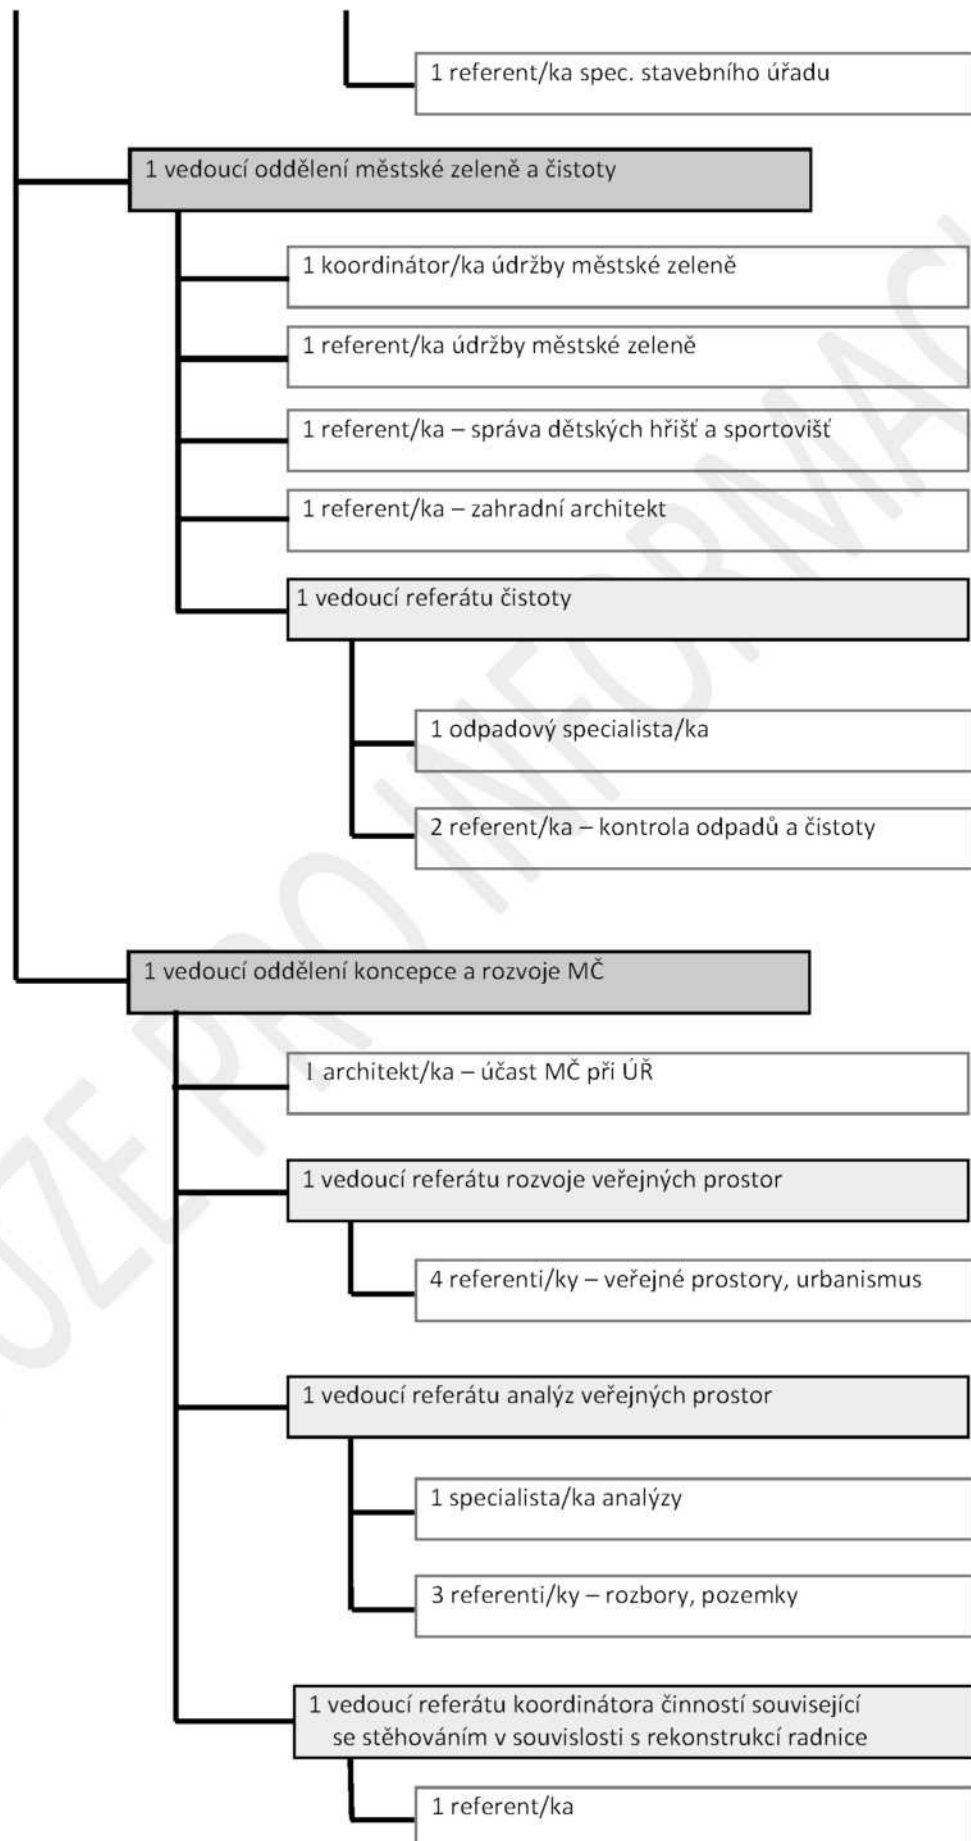 1 referent/ka spec. stavebního úřadu
1 vedoucí oddělení městské zeleně a čistoty
1 koordinátor/ka údržby městské zeleně
1 referent/ka údržby městské zeleně
1 referent/ka – správa dětských hřišť a sportovišť
1 referent/ka – zahradní architekt
1 vedoucí referátu čistoty
1 odpadový specialista/ka
2 referent/ka – kontrola odpadů a čistoty
1 vedoucí oddělení koncepce a rozvoje MČ
1 architekt/ka – účast MČ při ÚŘ
1 vedoucí referátu rozvoje veřejných prostor
4 referenti/ky – veřejné prostory, urbanismus
1 vedoucí referátu analýz veřejných prostor
1 specialista/ka analýzy
3 referenti/ky – rozbory, pozemky
1 vedoucí referátu koordinátora činností související
se stěhováním v souvislosti s rekonstrukcí radnice
1 referent/ka
UZE PRO INFORMAC